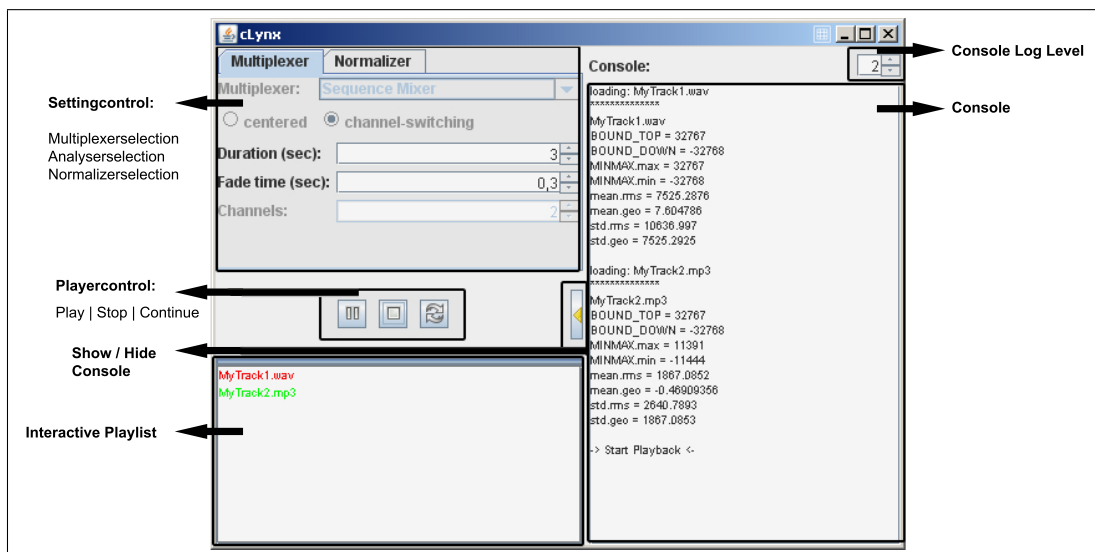 cLynx
Multiplexer Normalizer
Multiplexer: Sequence Mixer
centered channel-switching
Duration (sec): 3
Fade time (sec): 0,3
Channels: 2
Console: 2
loading: MyTrack1.wav
**************
MyTrack1.wav
BOUND_TOP = 32767
BOUND_DOWN = -32768
MINMAX.max = 32767
MINMAX.min = -32768
mean.rms = 7525.2876
mean.geo = 7.604786
std.rms = 10636.997
std.geo = 7525.2925
loading: MyTrack2.mp3
**************
MyTrack2.mp3
BOUND_TOP = 32767
BOUND_DOWN = -32768
MINMAX.max = 11391
MINMAX.min = -11444
mean.rms = 1867.0852
mean.geo = -0.46909356
std.rms = 2640.7893
std.geo = 1867.0853
-> Start Playback <-
MyTrack1.wav
MyTrack2.mp3
Settingcontrol:
Multiplexerselection
Analyserselection
Normalizerselection
Playercontrol:
Play | Stop | Continue
Show / Hide
Console
Interactive Playlist
Console Log Level
Console